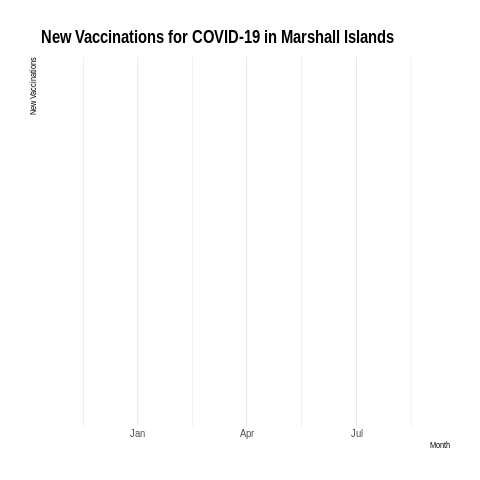 New Vaccinations for COVID-19 in Marshall Islands
New Vaccinations
Jan Apr Jul
Month